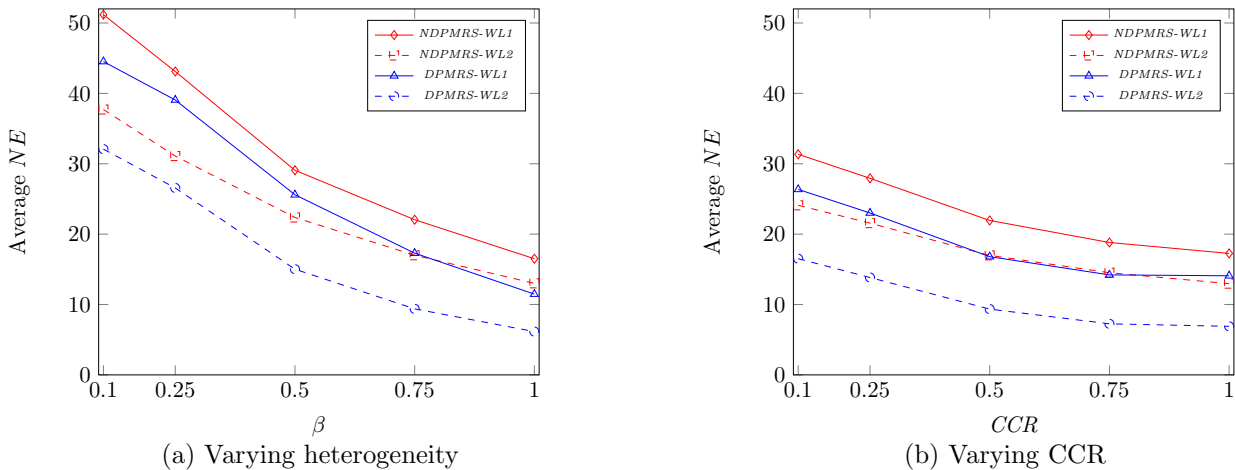 50
40
30
20
10
0
0.1 0.25 0.5 0.75 1
Average NE
β
NDPMRS-WL1
NDPMRS-WL2
DPMRS-WL1
DPMRS-WL2
(a) Varying heterogeneity
50
40
30
20
10
0
0.1 0.25 0.5 0.75 1
Average NE
CCR
NDPMRS-WL1
NDPMRS-WL2
DPMRS-WL1
DPMRS-WL2
(b) Varying CCR